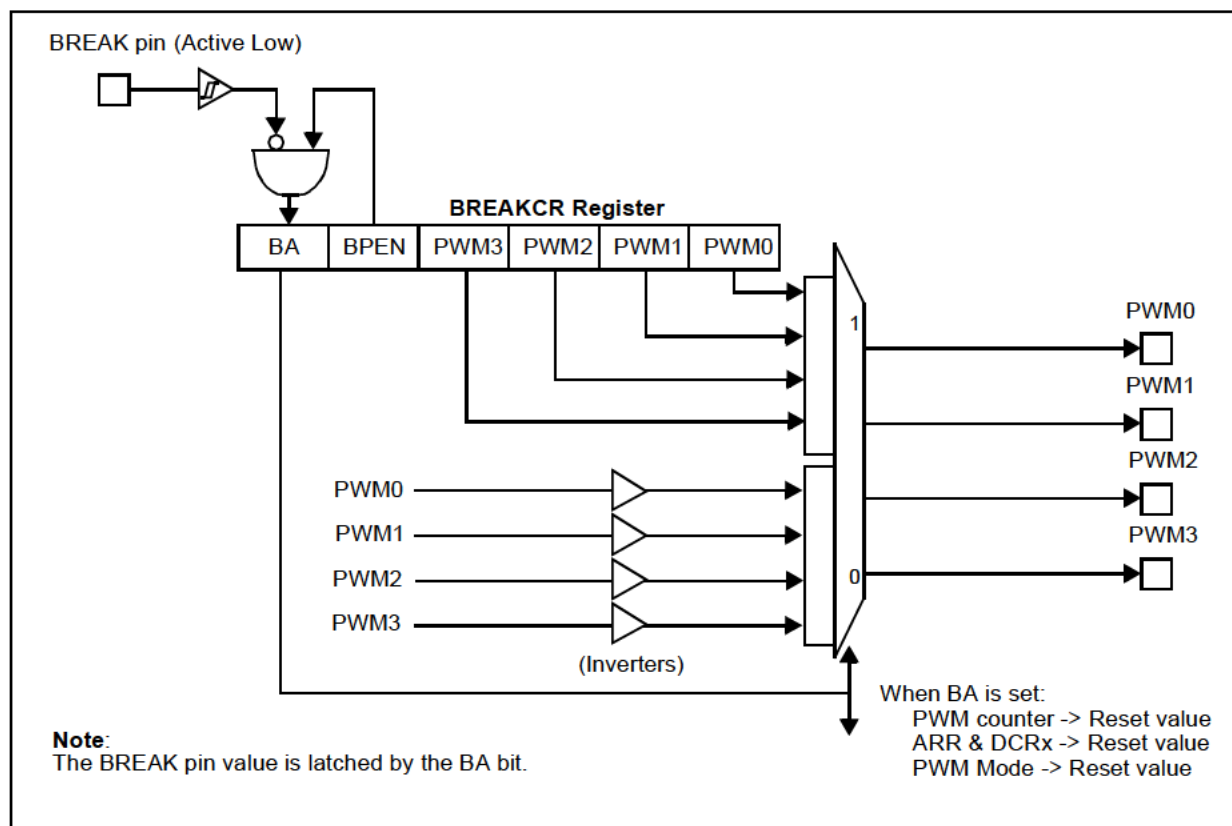 BREAK pin (Active Low)
BREAKCR Register
BA BPEN PWM3 PWM2 PWM1 PWM0
1
PWM0
PWM1
PWM2
PWM3
0
PWM0
PWM1
PWM2
PWM3
(Inverters)
When BA is set:
PWM counter -> Reset value
ARR & DCRx -> Reset value
PWM Mode -> Reset value
Note:
The BREAK pin value is latched by the BA bit.